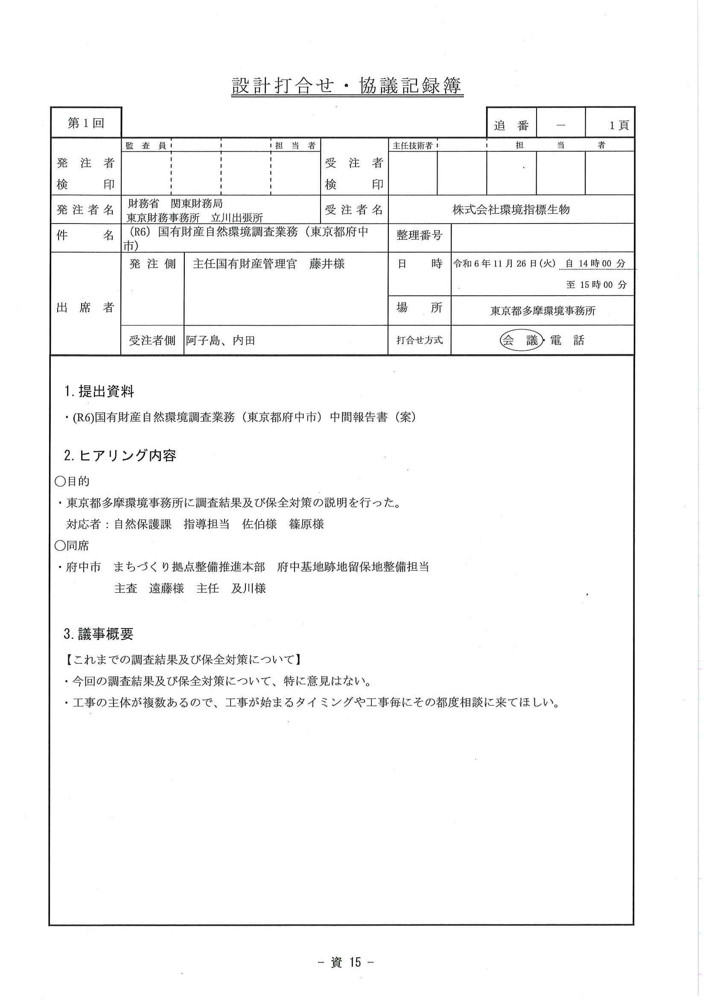 設計打合せ・協議記録簿
第1回
追番 － 1頁
発注者検印 監査員 担当者 受注者検印 主任技術者 担当者
発注者名 財務省　関東財務局
東京財務事務所　立川出張所
受注者名 株式会社環境指標生物
件名 (R6) 国有財産自然環境調査業務（東京都府中
市）
整理番号
出席者
発注側 主任国有財産管理官　藤井様
日時 令和6年11月26日(火) 自 14時00分
至 15時00分
場所 東京都多摩環境事務所
受注者側 阿子島、内田
打合せ方式 会議・電話
1. 提出資料
・(R6)国有財産自然環境調査業務（東京都府中市）中間報告書（案）
2. ヒアリング内容
○目的
・東京都多摩環境事務所に調査結果及び保全対策の説明を行った。
対応者：自然保護課　指導担当　佐伯様　篠原様
○同席
・府中市　まちづくり拠点整備推進本部　府中基地跡地留保地整備担当
主査　遠藤様　主任　及川様
3. 議事概要
【これまでの調査結果及び保全対策について】
・今回の調査結果及び保全対策について、特に意見はない。
・工事の主体が複数あるので、工事が始まるタイミングや工事毎にその都度相談に来てほしい。
－ 資 15 －